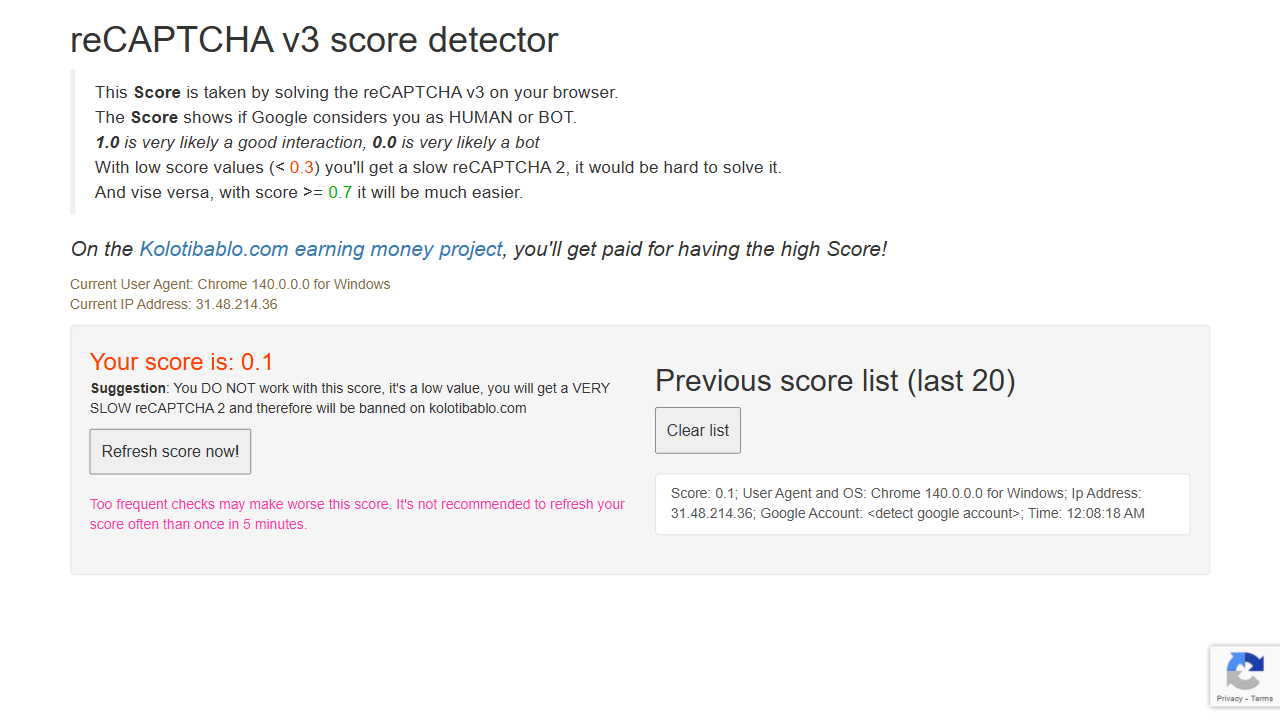 reCAPTCHA v3 score detector
This Score is taken by solving the reCAPTCHA v3 on your browser.
The Score shows if Google considers you as HUMAN or BOT.
1.0 is very likely a good interaction, 0.0 is very likely a bot
With low score values (< 0.3) you'll get a slow reCAPTCHA 2, it would be hard to solve it.
And vise versa, with score >= 0.7 it will be much easier.
On the Kolotibablo.com earning money project, you'll get paid for having the high Score!
Current User Agent: Chrome 140.0.0.0 for Windows
Current IP Address: 31.48.214.36
Your score is: 0.1
Suggestion: You DO NOT work with this score, it's a low value, you will get a VERY
SLOW reCAPTCHA 2 and therefore will be banned on kolotibablo.com
Refresh score now!
Too frequent checks may make worse this score. It's not recommended to refresh your
score often than once in 5 minutes.
Previous score list (last 20)
Clear list
Score: 0.1; User Agent and OS: Chrome 140.0.0.0 for Windows; Ip Address:
31.48.214.36; Google Account: <detect google account>; Time: 12:08:18 AM
Privacy - Terms